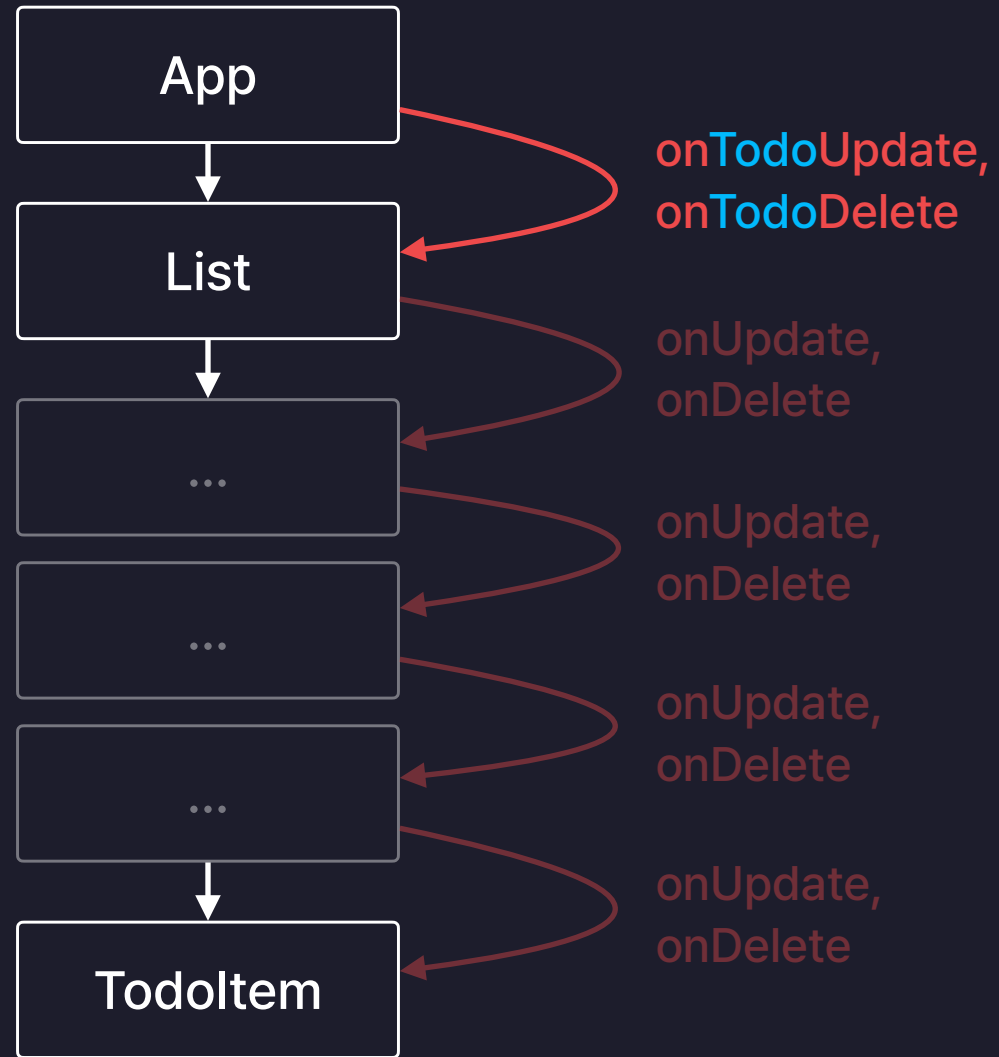 App
onTodoUpdate,
onTodoDelete
List
onUpdate,
onDelete
...
onUpdate,
onDelete
...
onUpdate,
onDelete
...
onUpdate,
onDelete
TodoItem